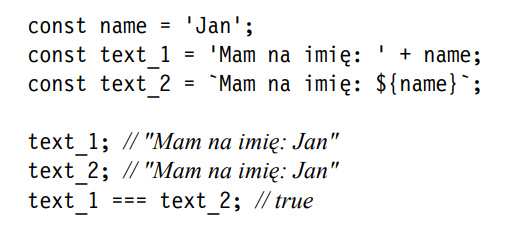 const name = 'Jan';
const text_1 = 'Mam na imię: ' + name;
const text_2 = `Mam na imię: ${name}`;
text_1; // "Mam na imię: Jan"
text_2; // "Mam na imię: Jan"
text_1 === text_2; // true